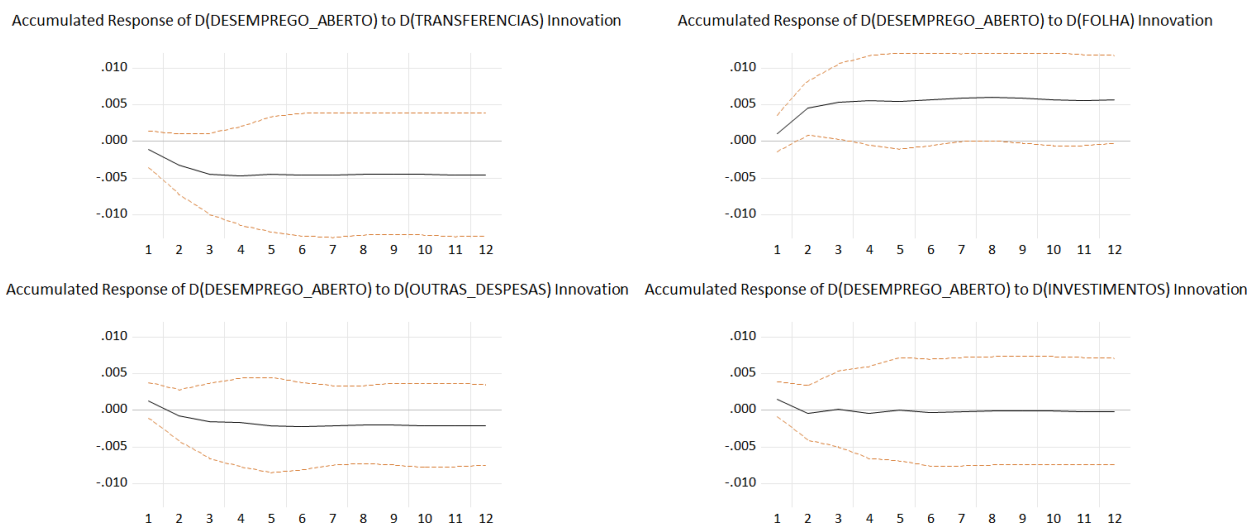 Accumulated Response of D(DESEMPREGO_ABERTO) to D(TRANSFERENCIAS) Innovation
.010
.005
.000
-.005
-.010
1 2 3 4 5 6 7 8 9 10 11 12
Accumulated Response of D(DESEMPREGO_ABERTO) to D(FOLHA) Innovation
.010
.005
.000
-.005
-.010
1 2 3 4 5 6 7 8 9 10 11 12
Accumulated Response of D(DESEMPREGO_ABERTO) to D(OUTRAS_DESPESAS) Innovation
.010
.005
.000
-.005
-.010
1 2 3 4 5 6 7 8 9 10 11 12
Accumulated Response of D(DESEMPREGO_ABERTO) to D(INVESTIMENTOS) Innovation
.010
.005
.000
-.005
-.010
1 2 3 4 5 6 7 8 9 10 11 12